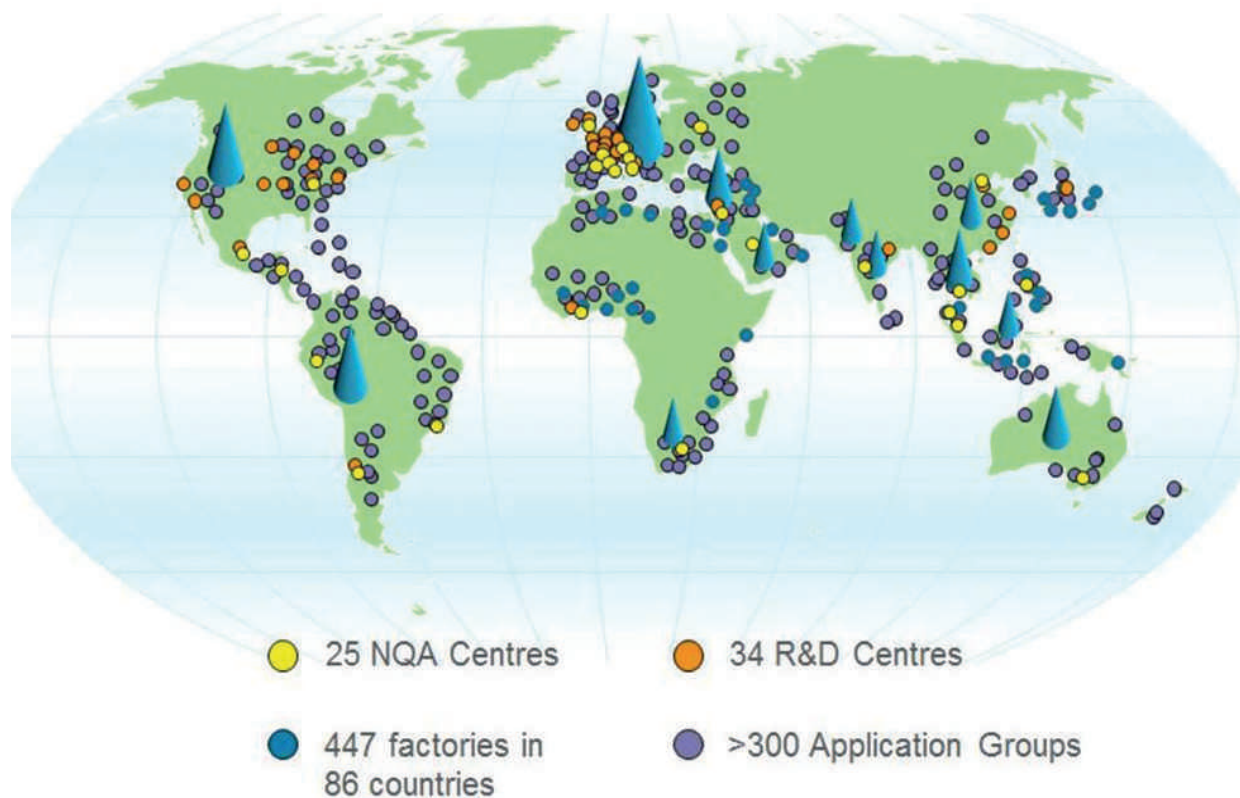 25 NQA Centres
34 R&D Centres
447 factories in
86 countries
>300 Application Groups